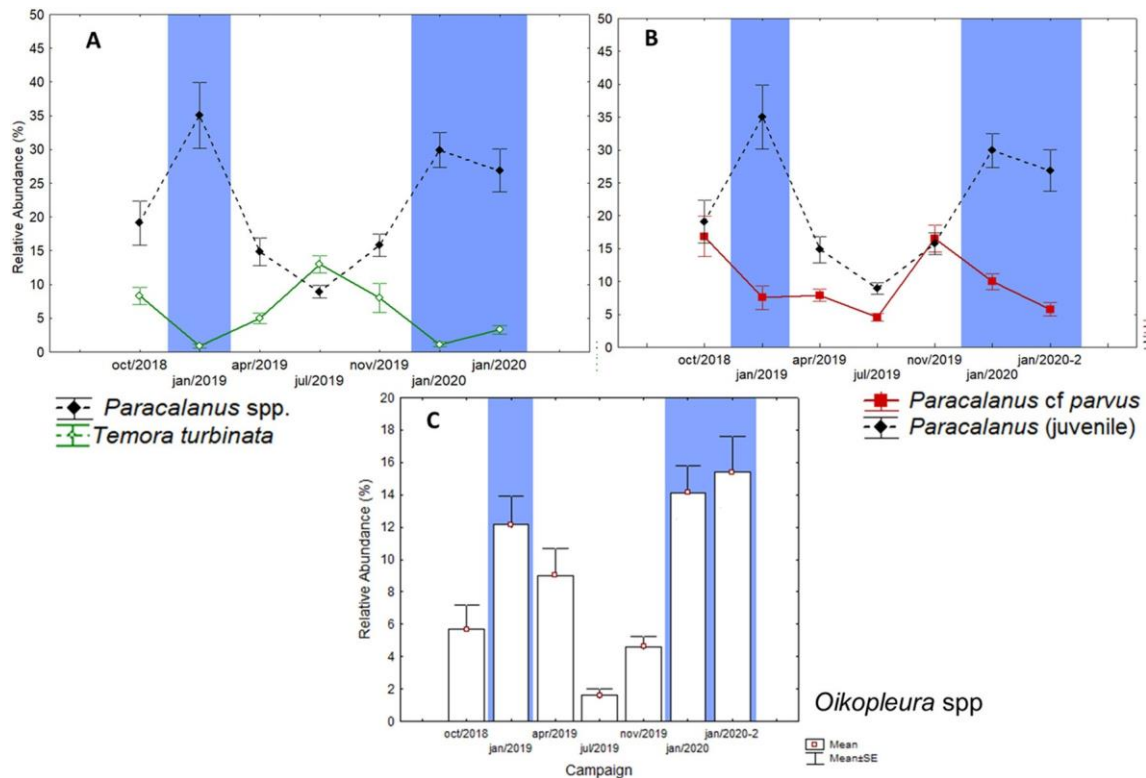 A
50
45
40
35
30
25
20
15
10
5
0
Relative Abundance (%)
oct/2018 apr/2019 jul/2019 nov/2019 jan/2020
jan/2019 jan/2020
Paracalanus spp.
Temora turbinata
B
50
45
40
35
30
25
20
15
10
5
0
Relative Abundance (%)
oct/2018 apr/2019 nov/2019 jan/2020-2
jan/2019 jul/2019 jan/2020
Paracalanus cf parvus
Paracalanus (juvenile)
C
20
18
16
14
12
10
8
6
4
2
0
Relative Abundance (%)
oct/2018 apr/2019 nov/2019 jan/2020-2
jan/2019 jul/2019 jan/2020
Campaign
Oikopleura spp
Mean
Mean±SE